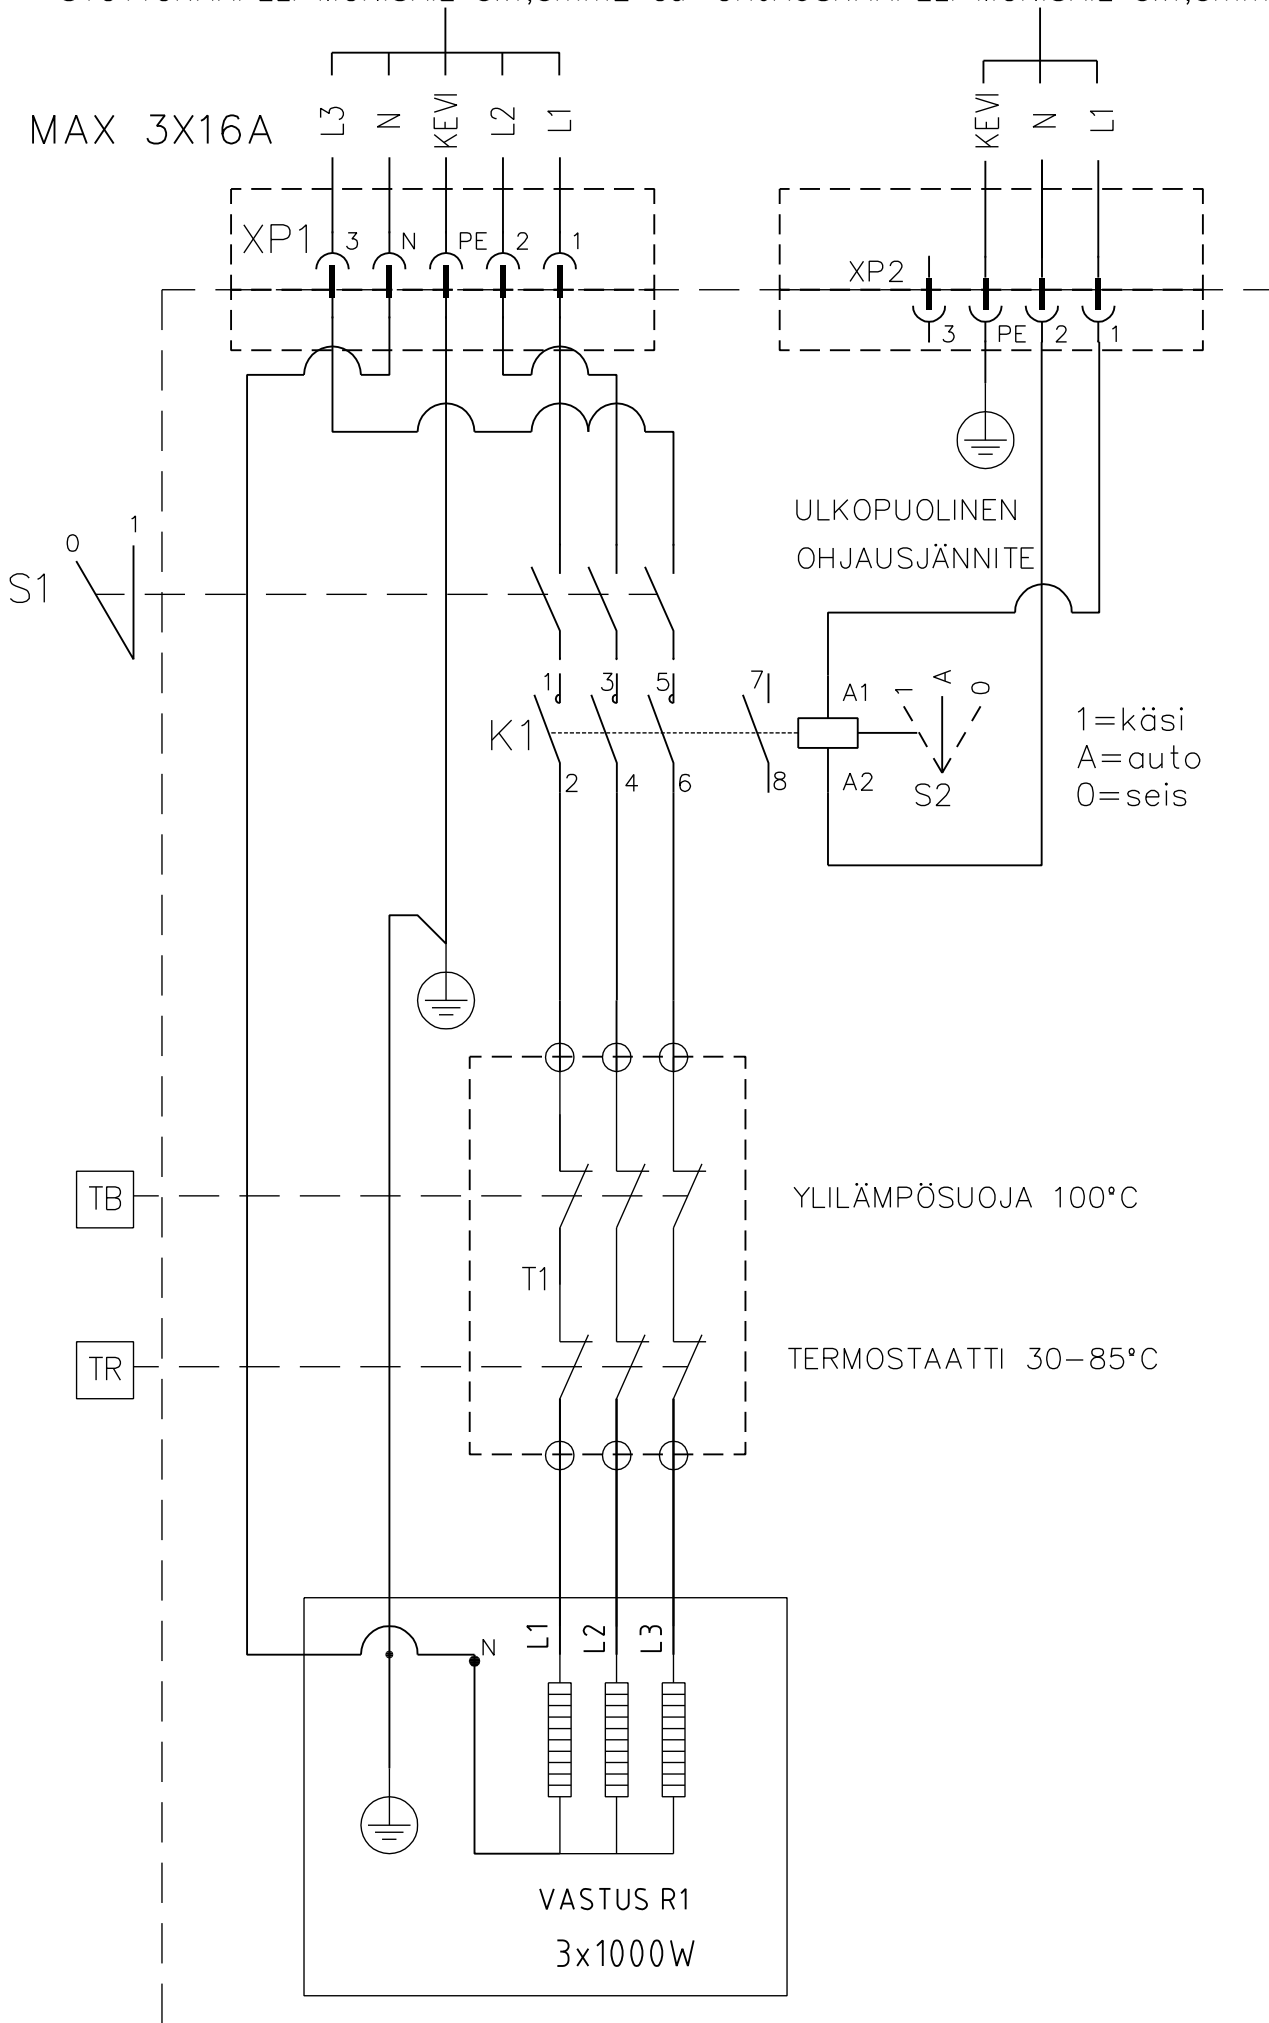 L3 N KEVI L2 L1
KEVI N L1
MAX 3X16A
XP1 3 N PE 2 1
XP2
3 PE 2 1
ULKOPUOLINEN
OHJAUSJÄNNITE
S1 0 1
1 3 5 7 A1
1 A 0
K1
2 4 6 8 A2
S2
1=käsi
A=auto
0=seis
TB
YLILÄMPÖSUOJA 100°C
T1
TR
TERMOSTAATTI 30-85°C
N L1 L2 L3
VASTUS R1
3x1000W